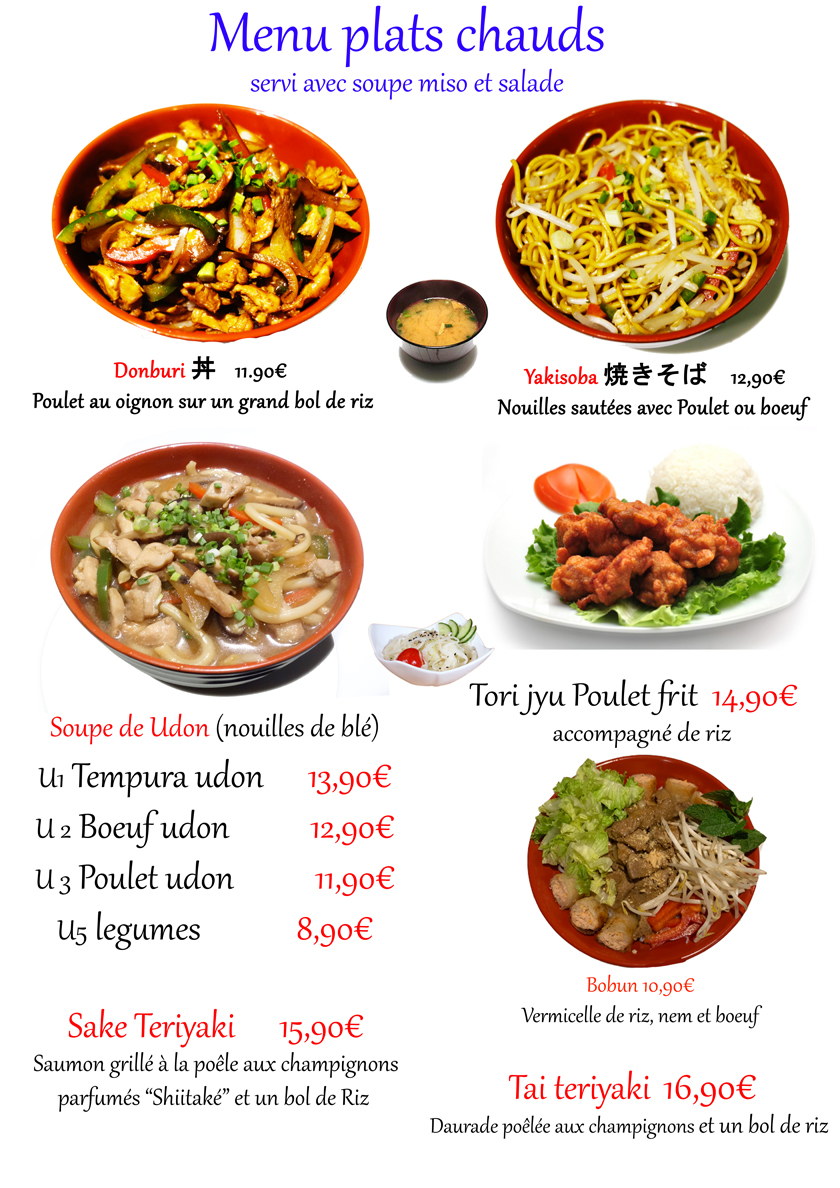 Menu plats chauds
servi avec soupe miso et salade
Donburi 丼 11.90€
Poulet au oignon sur un grand bol de riz
Yakisoba 焼きそば 12,90€
Nouilles sautées avec Poulet ou boeuf
Soupe de Udon (nouilles de blé)
U1 Tempura udon 13,90€
U 2 Boeuf udon 12,90€
U 3 Poulet udon 11,90€
U5 legumes 8,90€
Sake Teriyaki 15,90€
Saumon grillé à la poêle aux champignons
parfumés “Shiitaké” et un bol de Riz
Tori jyu Poulet frit 14,90€
accompagné de riz
Bobun 10,90€
Vermicelle de riz, nem et boeuf
Tai teriyaki 16,90€
Daurade poêlée aux champignons et un bol de riz